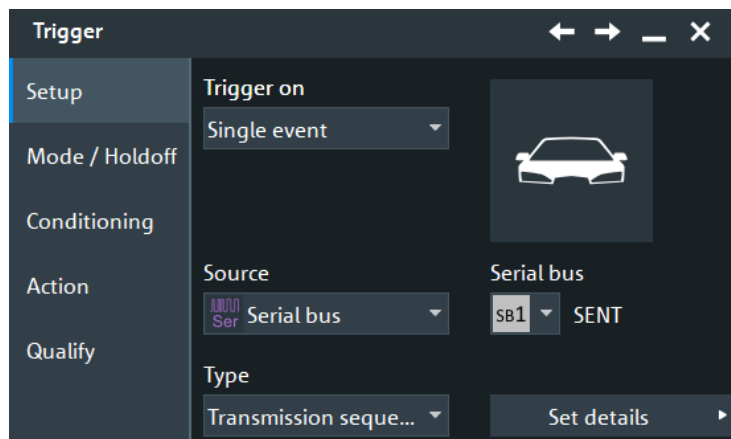 Trigger
Setup
Mode / Holdoff
Conditioning
Action
Qualify
Trigger on
Single event
Source
Serial bus
Ser Serial bus
SB1 SENT
Type
Transmission seque...
Set details